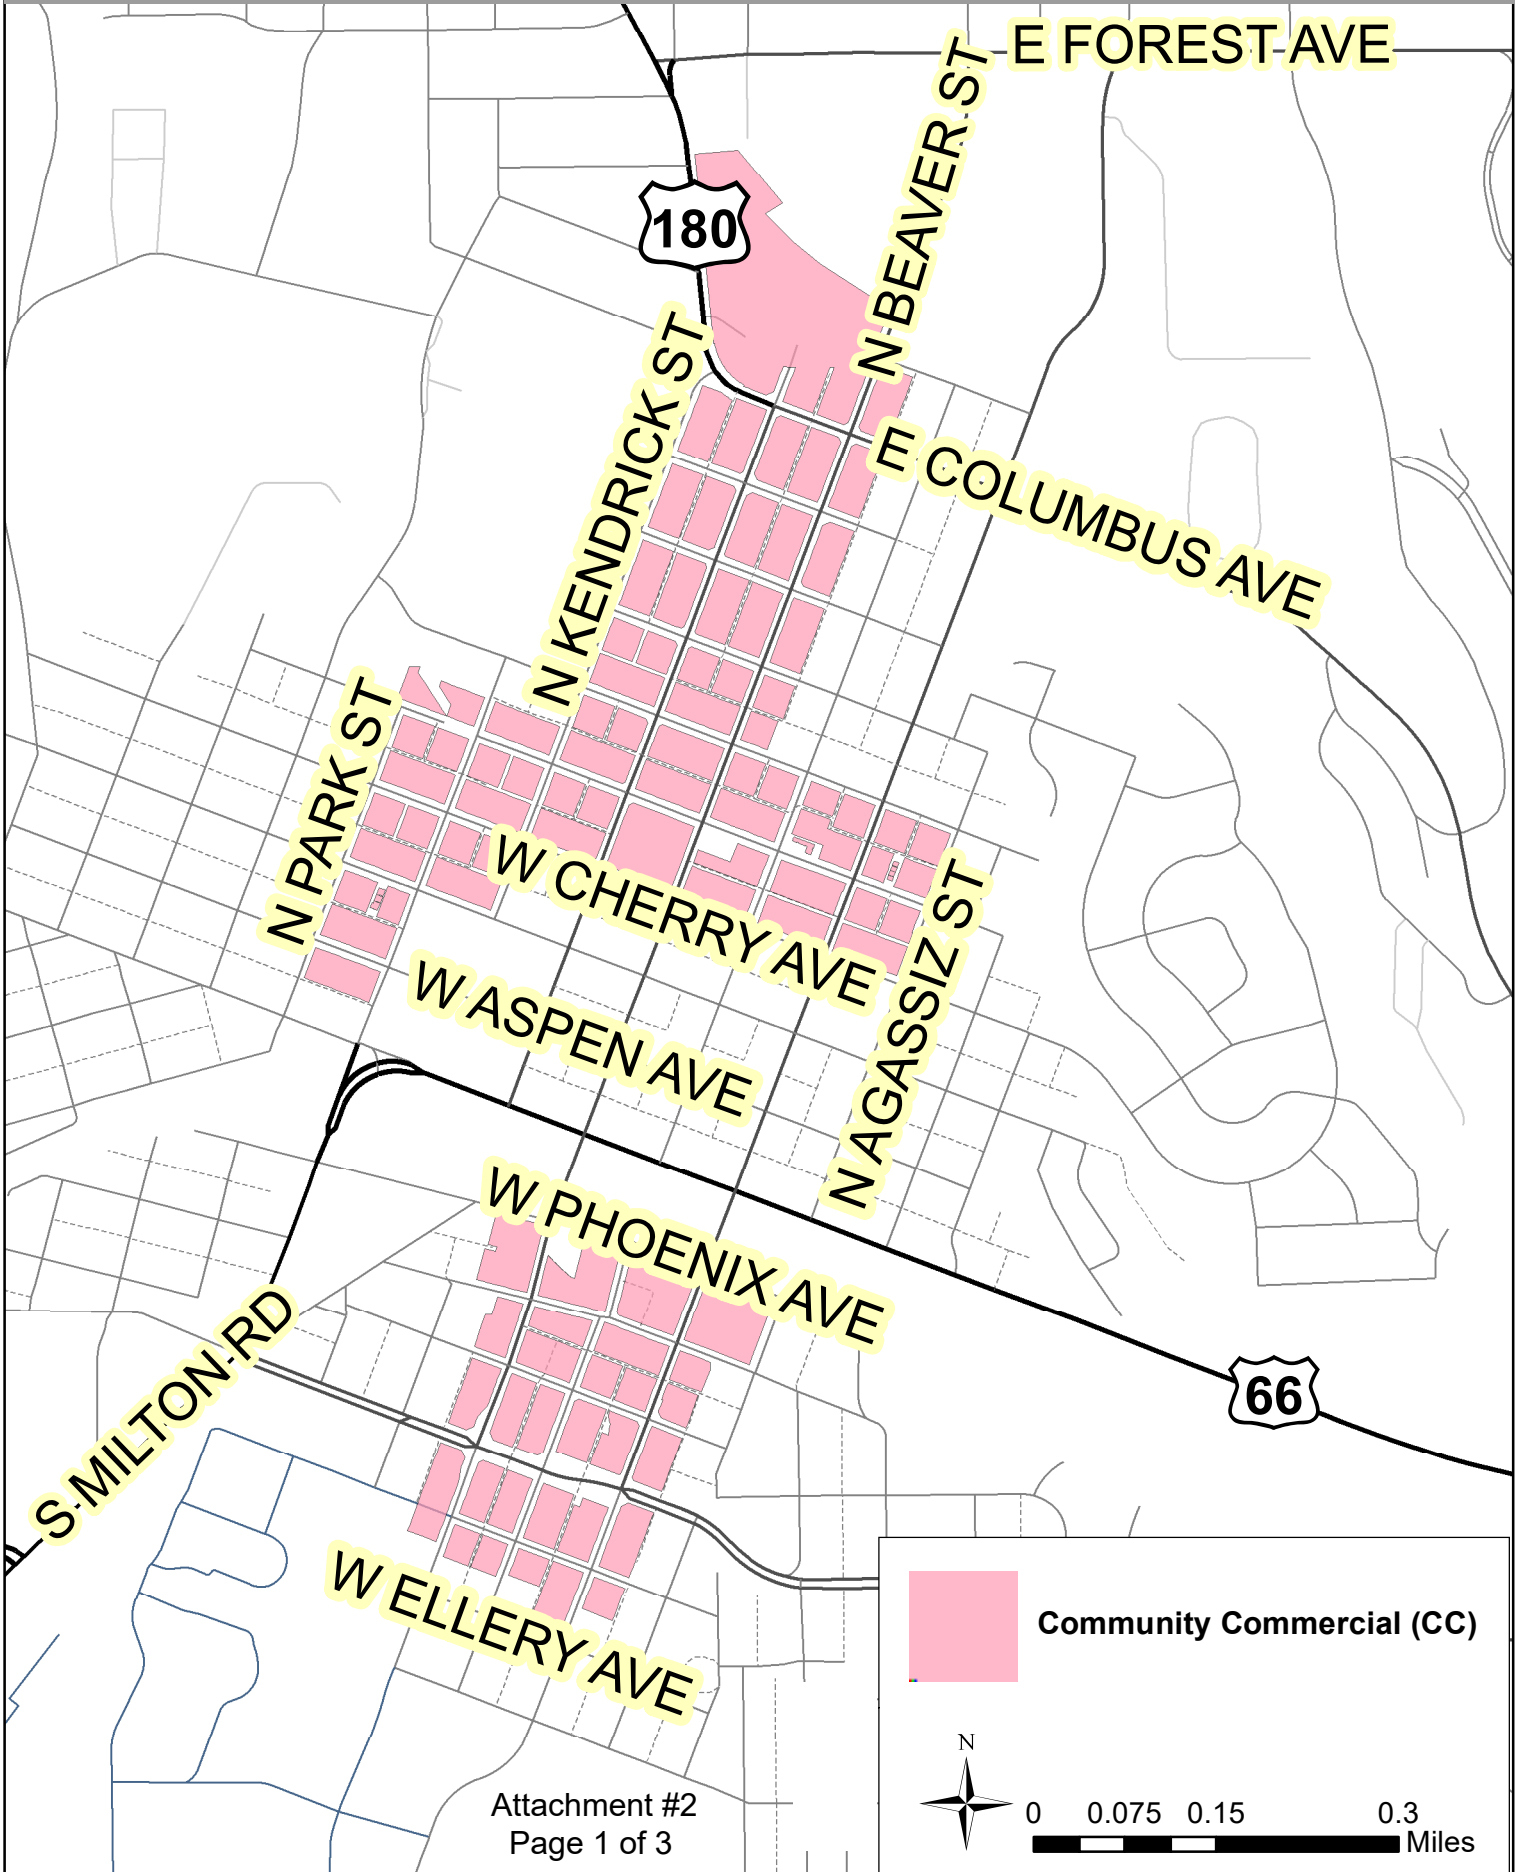 E FOREST AVE
N BEAVER ST
180
N KENDRICK ST
E COLUMBUS AVE
N PARK ST
W CHERRY AVE
N AGASSIZ ST
W ASPEN AVE
W PHOENIX AVE
S MILTON RD
66
W ELLERY AVE
Community Commercial (CC)
N
0 0.075 0.15 0.3
Miles
Attachment #2
Page 1 of 3